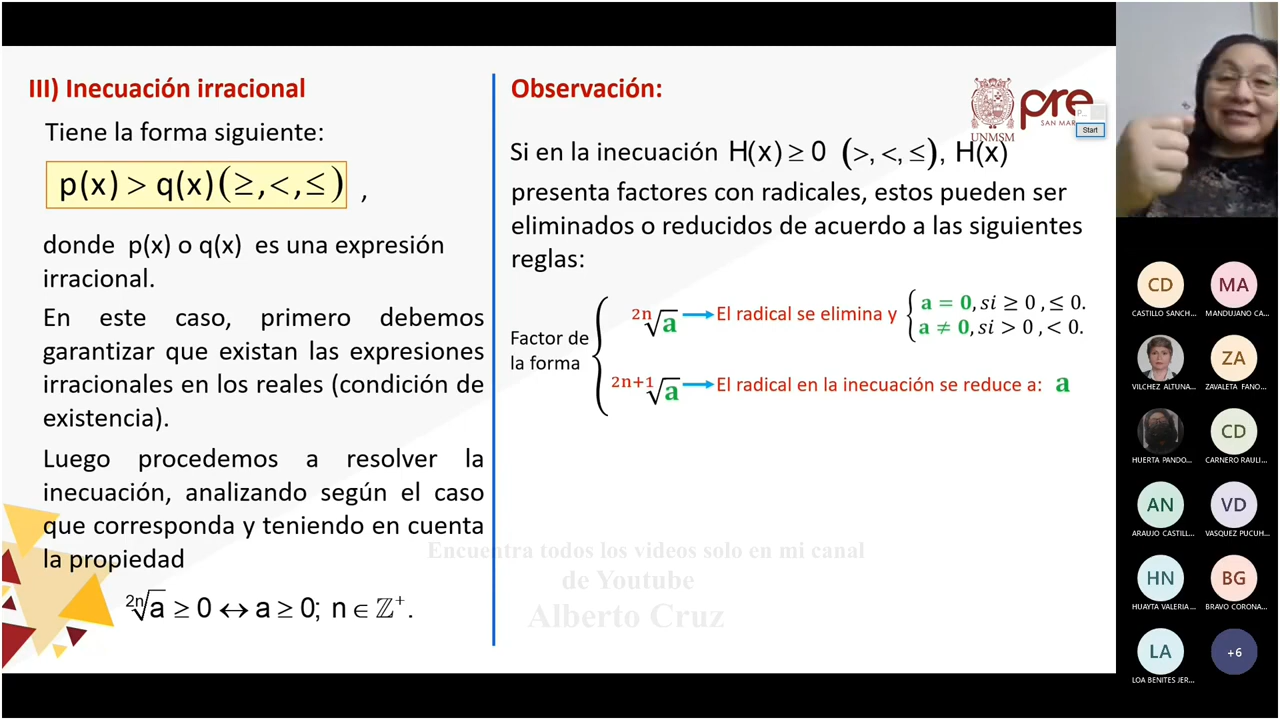 III) Inecuación irracional
Tiene la forma siguiente:
p(x) > q(x)(≥,<,≤) ,
donde p(x) o q(x) es una expresión
irracional.
En este caso, primero debemos
garantizar que existan las expresiones
irracionales en los reales (condición de
existencia).
Luego procedemos a resolver la
inecuación, analizando según el caso
que corresponda y teniendo en cuenta
la propiedad
²ⁿ√a ≥ 0 ↔ a ≥ 0; n ∈ ℤ⁺.
Observación:
UNMSM
pre
SAN MAR
P...
Start
Si en la inecuación H(x) ≥ 0 (>,<,≤), H(x)
presenta factores con radicales, estos pueden ser
eliminados o reducidos de acuerdo a las siguientes
reglas:
Factor de
la forma
²ⁿ√a → El radical se elimina y { a = 0, si ≥ 0 , ≤ 0.
a ≠ 0, si > 0 , < 0.
²ⁿ⁺¹√a → El radical en la inecuación se reduce a: a
Encuentra todos los videos solo en mi canal
de Youtube
Alberto Cruz
CD
CASTILLO SANCH...
MA
MANDUJANO CA...
VILCHEZ ALTUNA...
ZA
ZAVALETA FANO...
HUERTA PANDO...
CD
CARNERO RAULI...
AN
ARAUJO CASTILL...
VD
VASQUEZ PUCUH...
HN
HUAYTA VALERIA...
BG
BRAVO CORONA...
LA
LOA BENITES JER...
+6